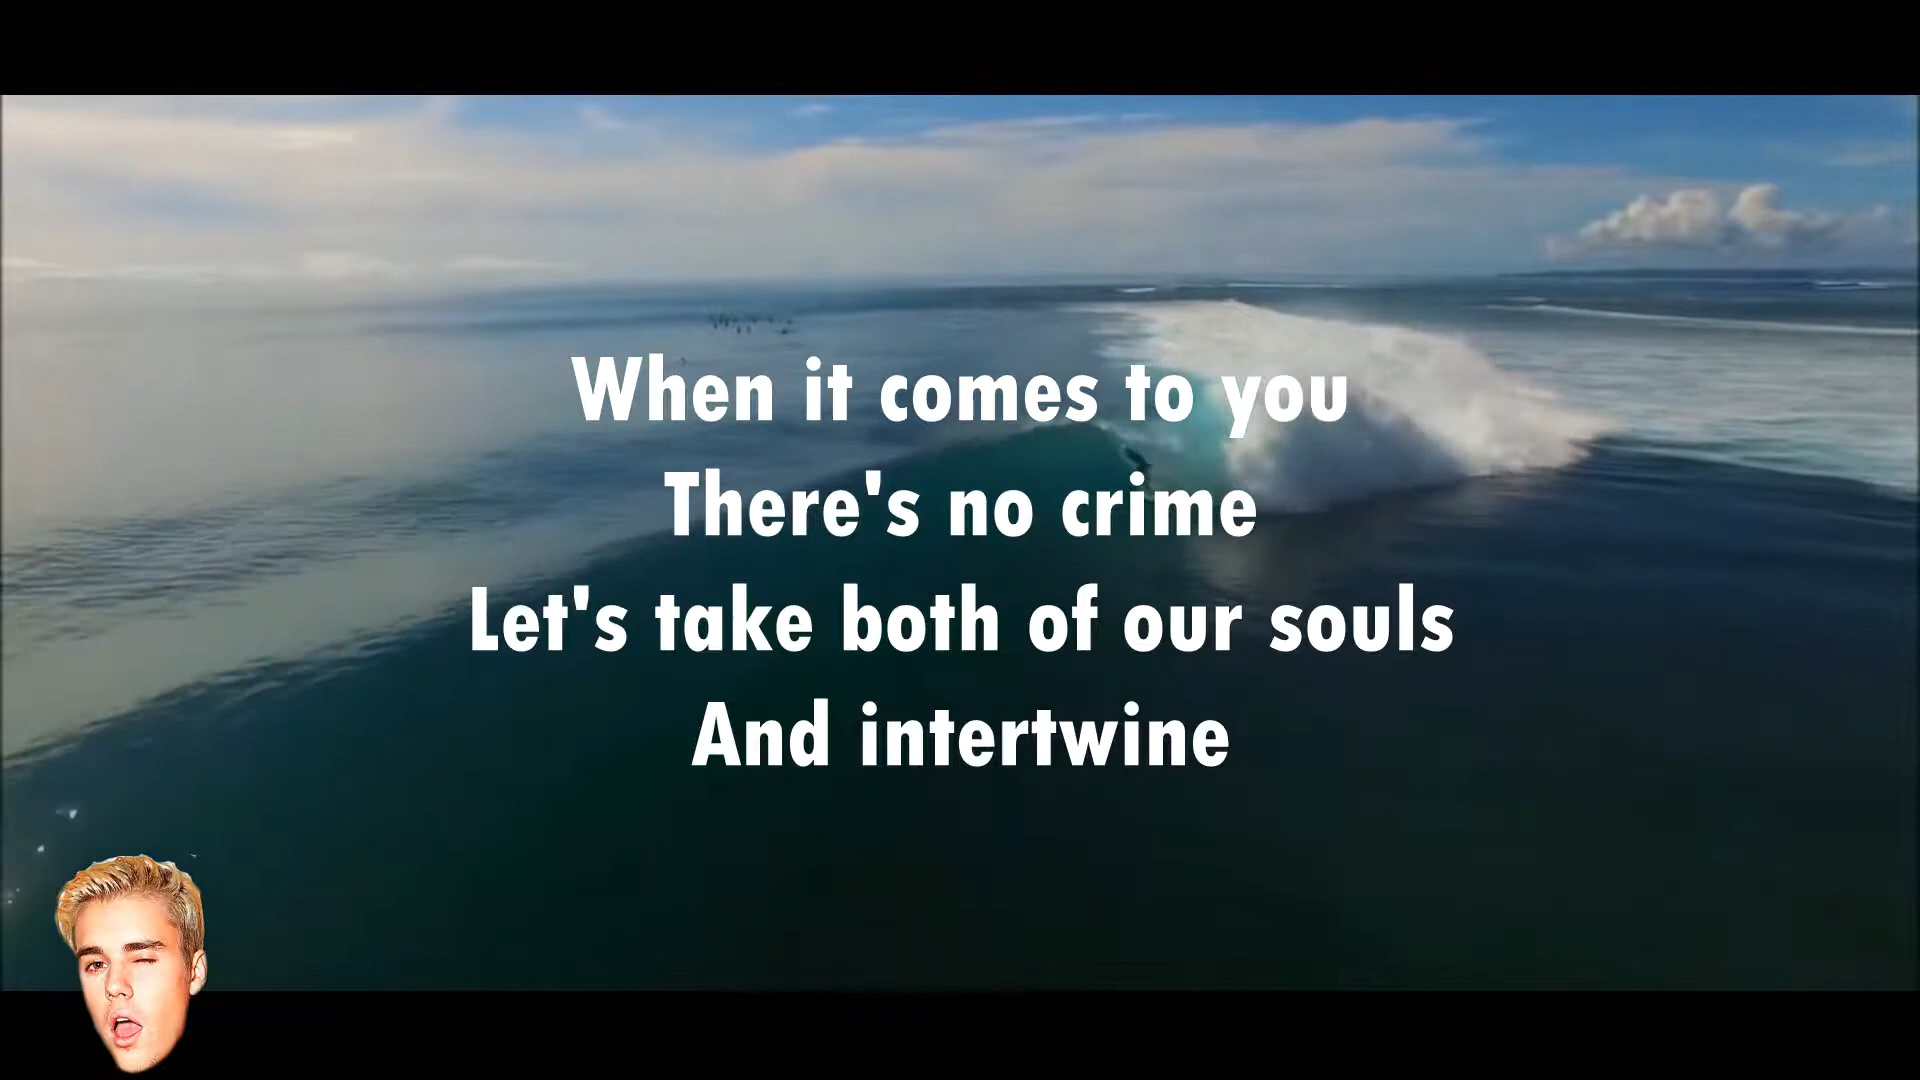 When it comes to you
There's no crime
Let's take both of our souls
And intertwine